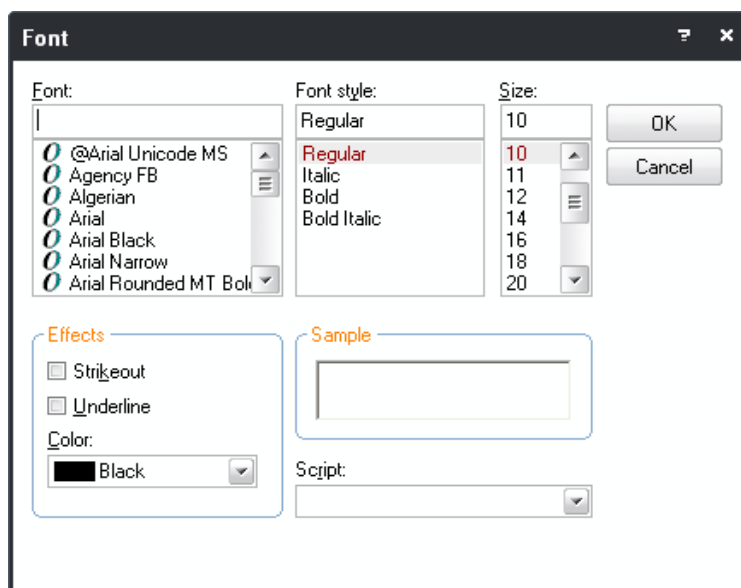 Font
Font: Font style: Size:
Regular 10 OK
@Arial Unicode MS Regular 10
Agency FB Italic 11 Cancel
Algerian Bold 12
Arial Bold Italic 14
Arial Black 16
Arial Narrow 18
Arial Rounded MT Bol 20
Effects Sample
Strikeout
Underline
Color:
Black Script: